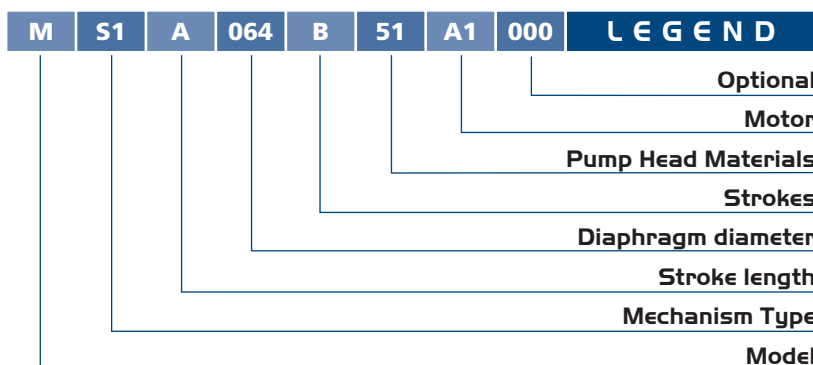 M S1 A 064 B 51 A1 000 LEGEND
Optional
Motor
Pump Head Materials
Strokes
Diaphragm diameter
Stroke length
Mechanism Type
Model